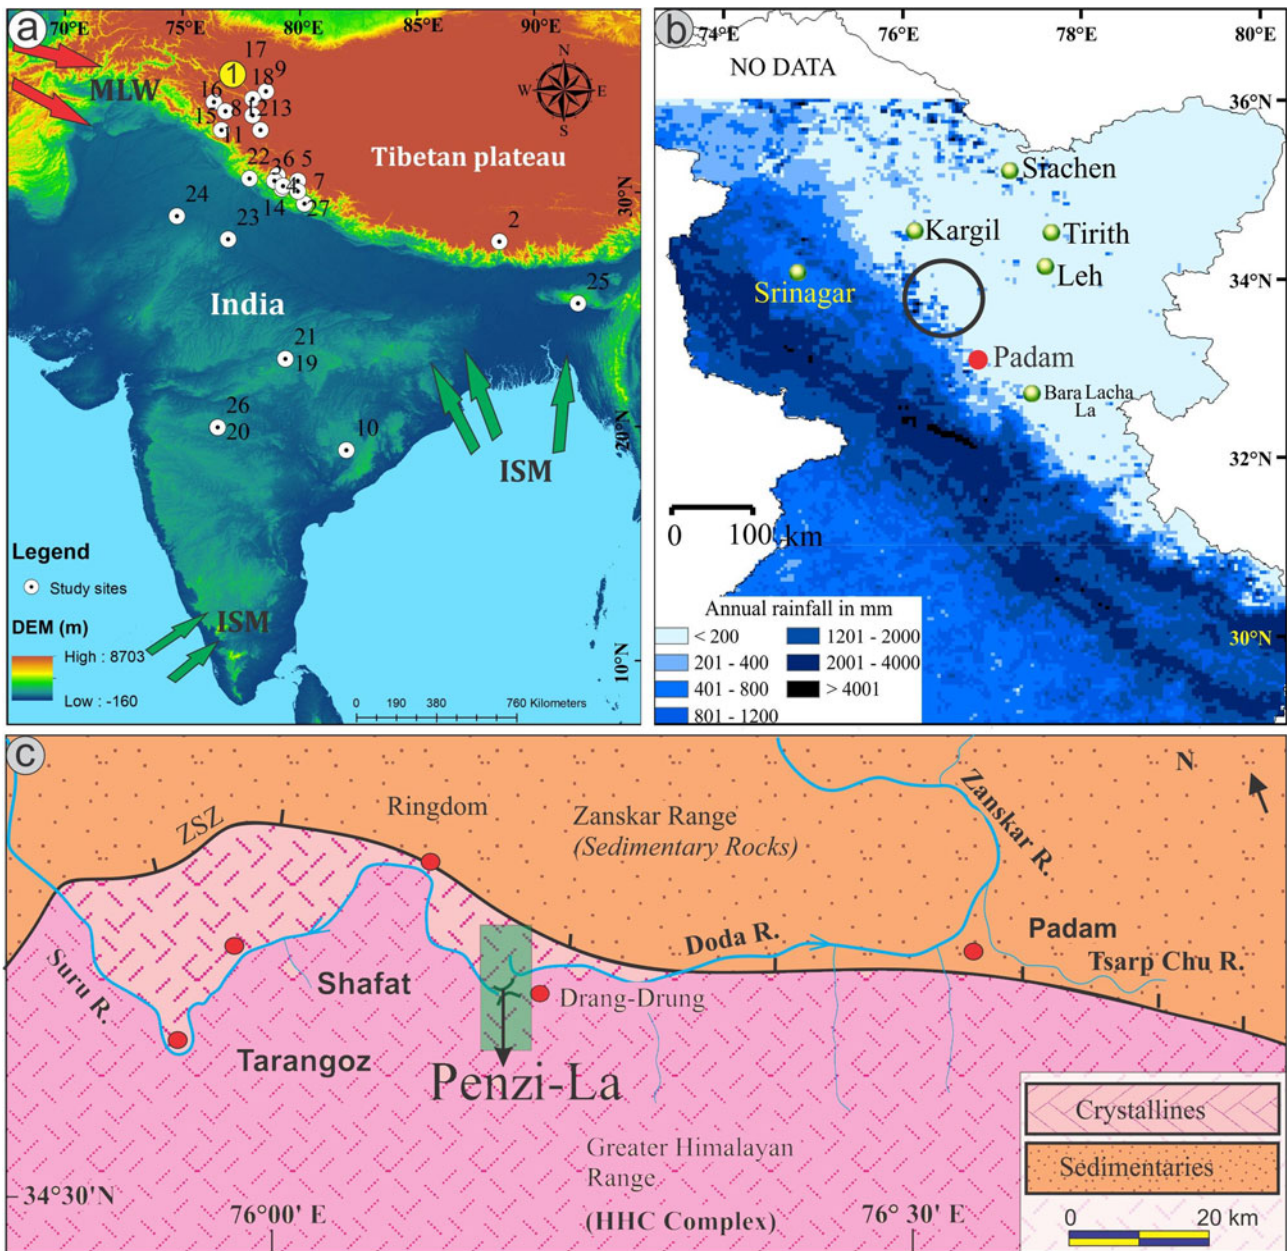 a
70°E
75°E
80°E
85°E
90°E
17
1
MLW
18
9
16
8
12
13
15
11
N
W
E
S
Tibetan plateau
22
6
5
3
4
7
24
14
27
30°N
23
2
25
India
21
19
26
20
10
20°N
ISM
Legend
Study sites
DEM (m)
High : 8703
Low : -160
ISM
10°N
0
190
380
760 Kilometers
b
74°E
76°E
78°E
80°E
NO DATA
36°N
Siachen
Kargil
Tirith
Leh
Srinagar
34°N
Padam
Bara Lacha
La
32°N
0
100 km
Annual rainfall in mm
< 200
1201 - 2000
201 - 400
2001 - 4000
401 - 800
> 4001
801 - 1200
30°N
c
N
ZSZ
Ringdom
Zanskar Range
(Sedimentary Rocks)
Zanskar R.
Suru R.
Shafat
Doda R.
Padam
Tsarp Chu R.
Drang-Drung
Tarangoz
Penzi-La
Greater Himalayan
Range
(HHC Complex)
Crystallines
Sedimentaries
34°30'N
76°00' E
76° 30' E
0
20 km